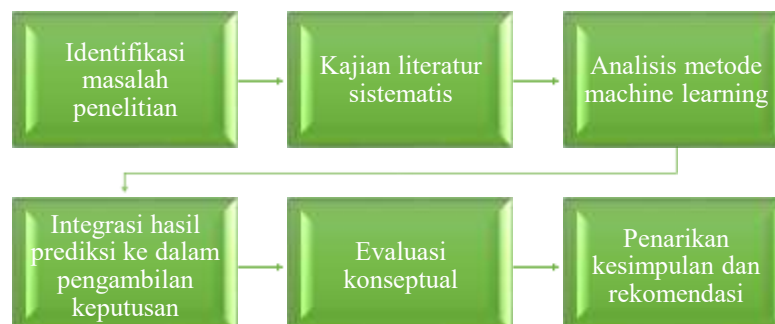 Identifikasi
masalah
penelitian
Kajian literatur
sistematis
Analisis metode
machine learning
Integrasi hasil
prediksi ke dalam
pengambilan
keputusan
Evaluasi
konseptual
Penarikan
kesimpulan dan
rekomendasi